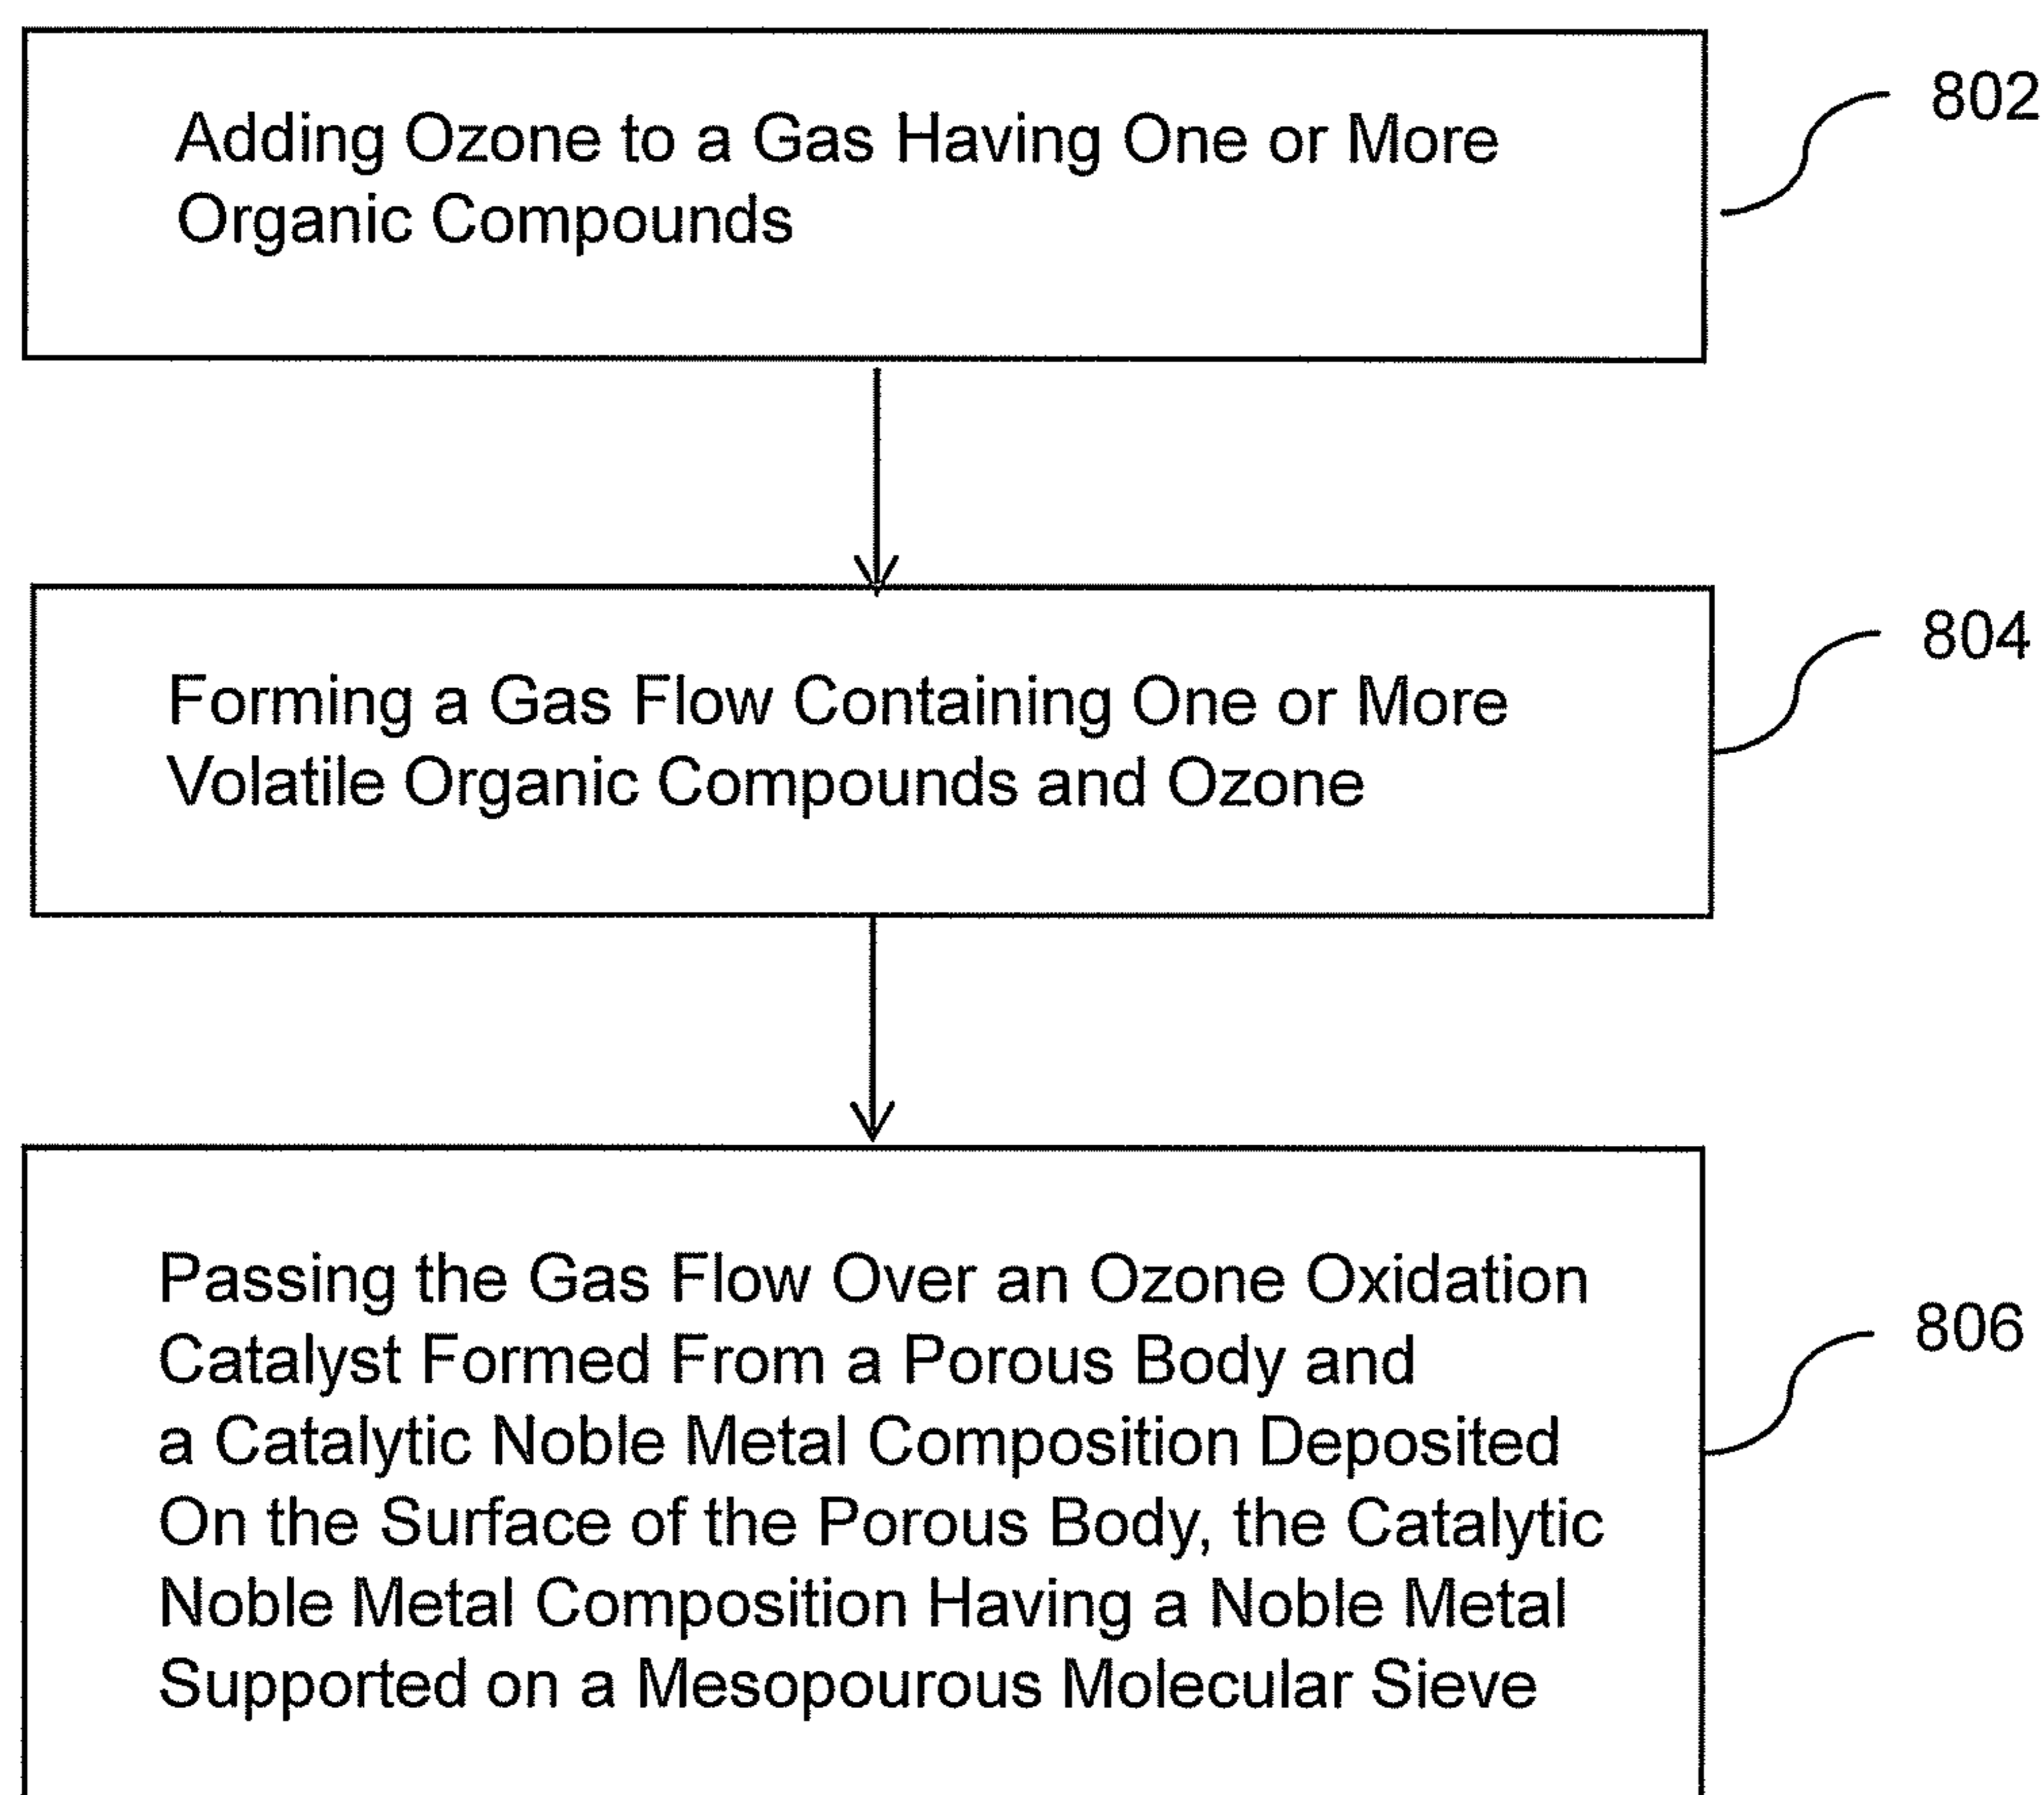 Adding Ozone to a Gas Having One or More
Organic Compounds
802
Forming a Gas Flow Containing One or More
Volatile Organic Compounds and Ozone
804
Passing the Gas Flow Over an Ozone Oxidation
Catalyst Formed From a Porous Body and
a Catalytic Noble Metal Composition Deposited
On the Surface of the Porous Body, the Catalytic
Noble Metal Composition Having a Noble Metal
Supported on a Mesopourous Molecular Sieve
806